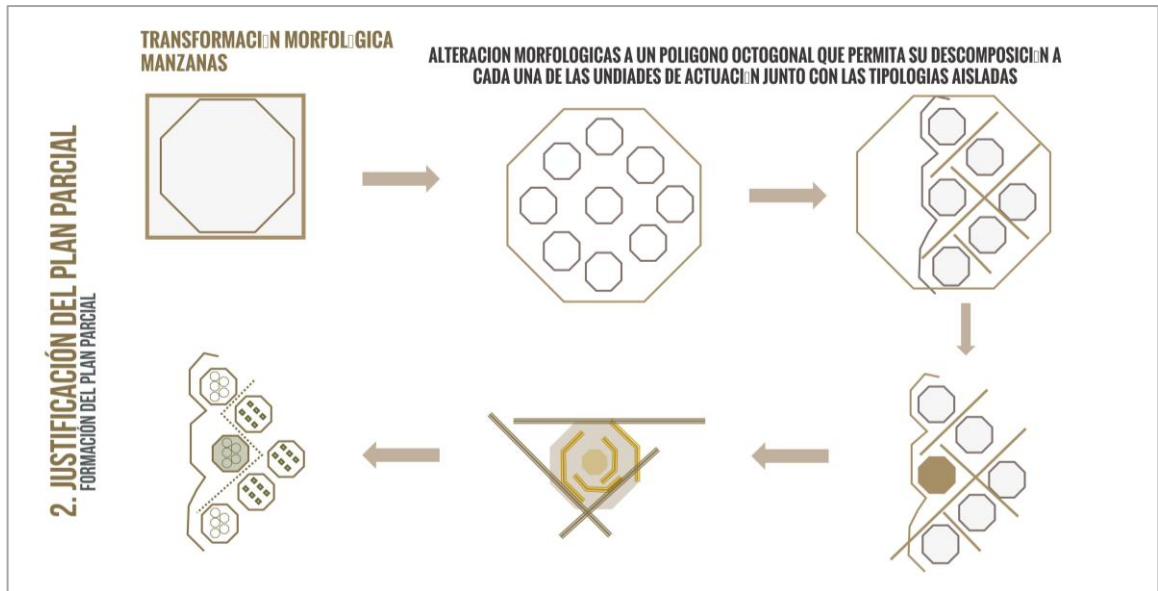 TRANSFORMACI▯N MORFOL▯GICA
MANZANAS
ALTERACION MORFOLOGICAS A UN POLIGONO OCTOGONAL QUE PERMITA SU DESCOMPOSICI▯N A
CADA UNA DE LAS UNDIADES DE ACTUACI▯N JUNTO CON LAS TIPOLOGIAS AISLADAS
2. JUSTIFICACIÓN DEL PLAN PARCIAL
FORMACIÓN DEL PLAN PARCIAL